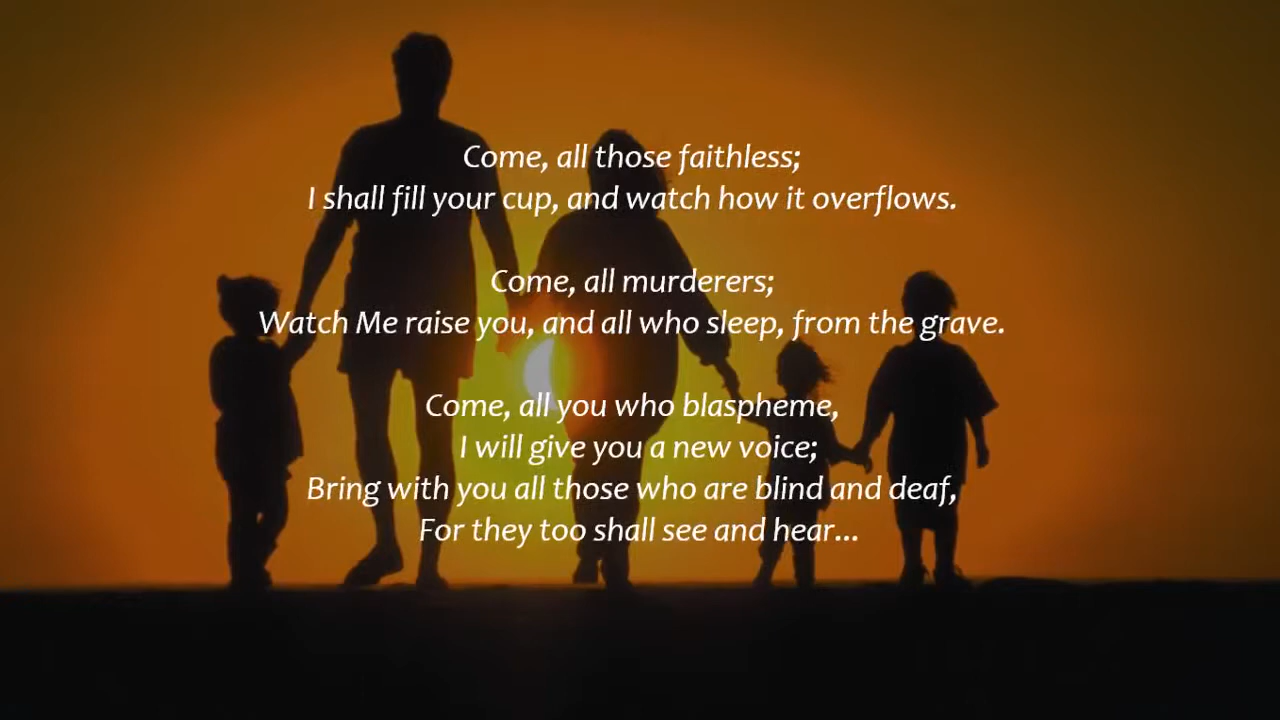 Come, all those faithless;
I shall fill your cup, and watch how it overflows.
Come, all murderers;
Watch Me raise you, and all who sleep, from the grave.
Come, all you who blaspheme,
I will give you a new voice;
Bring with you all those who are blind and deaf,
For they too shall see and hear...